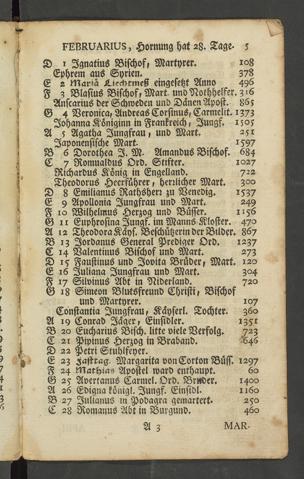 FEBRUARIUS, Hornung hat 28. Tage. 5
D 1 Ignatius Bischof, Martyrer. 108
Ephrem aus Syrien. 378
E 2 Mariä Liechtmeß eingesetzt Anno 496
F 3 Blasius Bischof, Mart. und Nothhelfer. 316
Anscarius der Schweden und Dänen Apost. 865
G 4 Veronica, Andreas Corsinus, Carmelit. 1373
Johanna Königinn in Frankreich, Jungf. 1505
A 5 Agatha Jungfrau, und Mart. 251
Japonensische Mart. 1597
B 6 Dorothea J. M. Amandus Bischof. 684
C 7 Romualdus Ord. Stifter. 1027
Richardus König in Engelland. 722
Theodorus Heerführer, herrlicher Mart. 300
D 8 Emilianus Rathsherr zu Venedig. 1537
E 9 Apollonia Jungfrau und Mart. 249
F 10 Wilhelmus Herzog und Büsser. 1156
G 11 Euphrosina Jungf. im Manns Kloster. 470
A 12 Theodora Käys. Beschützerin der Bilder. 867
B 13 Jordanus General Prediger Ord. 1237
C 14 Valentinus Bischof und Mart. 273
D 15 Faustinus und Jovita Brüder, Mart. 120
E 16 Juliana Jungfrau und Mart. 304
F 17 Sivinus Abt in Niderland. 720
G 18 Simeon Blutsfreund Christi, Bischof
und Martyrer. 107
Constantia Jungfrau, Käyserl. Tochter. 360
A 19 Conrad Jäger, Einsidler. 1351
B 20 Eucharius Bisch. litte viele Verfolg. 723
C 21 Pipinus Herzog in Braband. 646
D 22 Petri Stuhlfeyer.
E 23 Fasttag. Margarita von Corton Büss. 1297
F 24 Mathias Apostel ward enthaupt. 60
G 25 Avertanus Carmel. Ord. Bruder. 1400
A 26 Edigna königl. Jungf. Einsidl. 1160
B 27 Julianus in Podagra gemartert. 250
C 28 Romanus Abt in Burgund. 460
A 3 MAR-